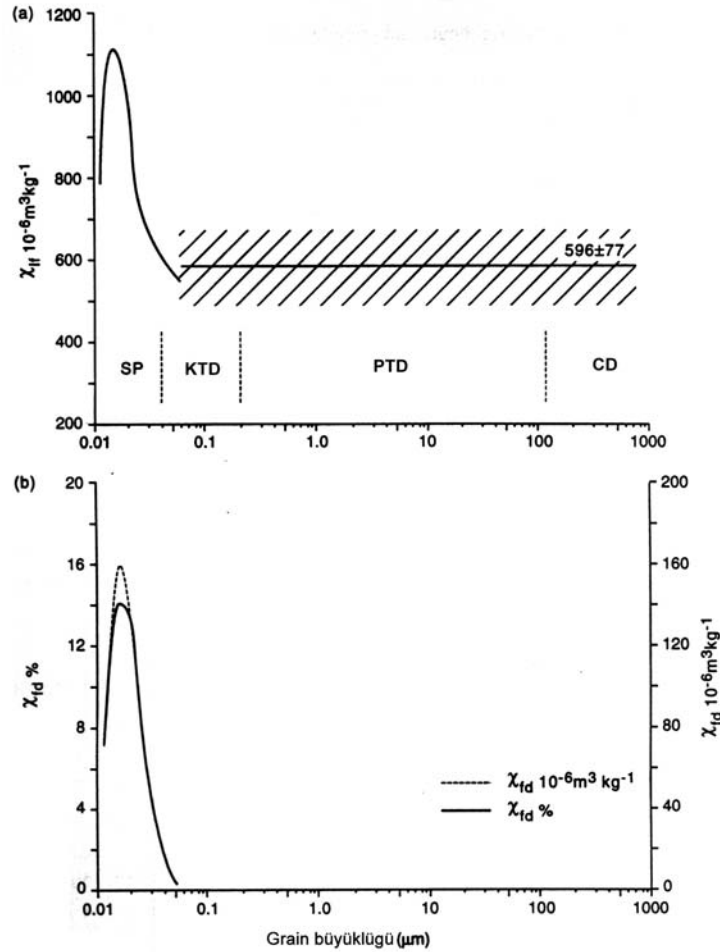 (a)
1200
1000
800
600
400
200
χlf 10-6m3kg-1
596±77
SP KTD PTD CD
0.01 0.1 1.0 10 100 1000
(b)
20
16
12
8
4
0
χfd %
200
160
120
80
40
0
χfd 10-6m3kg-1
χfd 10-6m3 kg-1
χfd %
0.01 0.1 1.0 10 100 1000
Grain büyüklügü (μm)